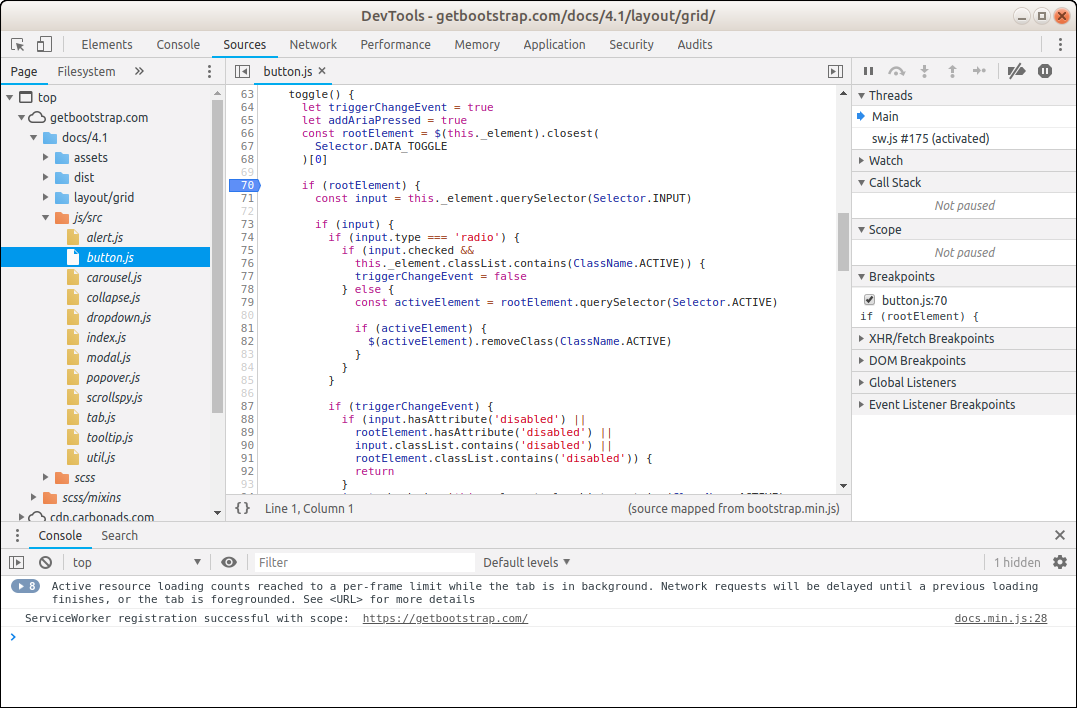 DevTools - getbootstrap.com/docs/4.1/layout/grid/
Elements Console Sources Network Performance Memory Application Security Audits
Page Filesystem »
button.js ×
top
getbootstrap.com
docs/4.1
assets
dist
layout/grid
js/src
alert.js
button.js
carousel.js
collapse.js
dropdown.js
index.js
modal.js
popover.js
scrollspy.js
tab.js
tooltip.js
util.js
scss
scss/mixins
cdn.carbonads.com
63 toggle() {
64 let triggerChangeEvent = true
65 let addAriaPressed = true
66 const rootElement = $(this._element).closest(
67 Selector.DATA_TOGGLE
68 )[0]
69
70 if (rootElement) {
71 const input = this._element.querySelector(Selector.INPUT)
72
73 if (input) {
74 if (input.type === 'radio') {
75 if (input.checked &&
76 this._element.classList.contains(ClassName.ACTIVE)) {
77 triggerChangeEvent = false
78 } else {
79 const activeElement = rootElement.querySelector(Selector.ACTIVE)
80
81 if (activeElement) {
82 $(activeElement).removeClass(ClassName.ACTIVE)
83 }
84 }
85 }
86
87 if (triggerChangeEvent) {
88 if (input.hasAttribute('disabled') ||
89 rootElement.hasAttribute('disabled') ||
90 input.classList.contains('disabled') ||
91 rootElement.classList.contains('disabled')) {
92 return
93 }
{} Line 1, Column 1 (source mapped from bootstrap.min.js)
Threads
Main
sw.js #175 (activated)
Watch
Call Stack
Not paused
Scope
Not paused
Breakpoints
button.js:70
if (rootElement) {
XHR/fetch Breakpoints
DOM Breakpoints
Global Listeners
Event Listener Breakpoints
Console Search
top Filter Default levels 1 hidden
8 Active resource loading counts reached to a per-frame limit while the tab is in background. Network requests will be delayed until a previous loading
finishes, or the tab is foregrounded. See <URL> for more details
ServiceWorker registration successful with scope: https://getbootstrap.com/ docs.min.js:28